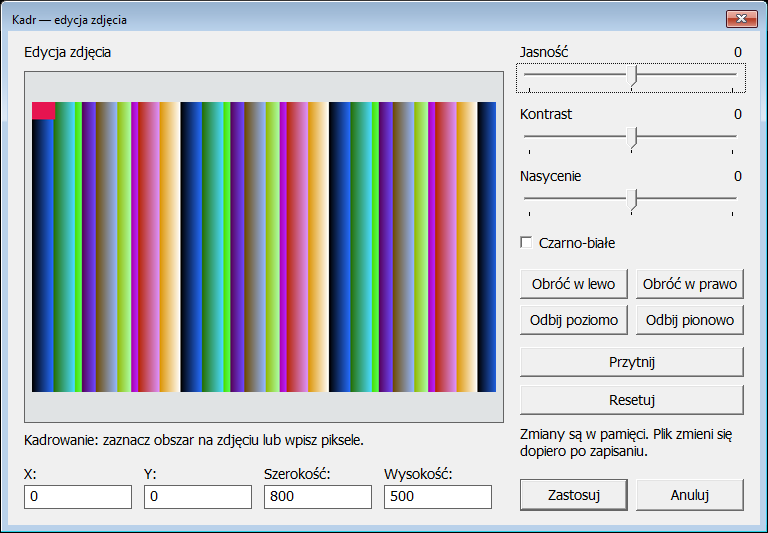 Kadr — edycja zdjęcia
Edycja zdjęcia
Jasność 0
Kontrast 0
Nasycenie 0
Czarno-białe
Obróć w lewo Obróć w prawo
Odbij poziomo Odbij pionowo
Przytnij
Resetuj
Zmiany są w pamięci. Plik zmieni się
dopiero po zapisaniu.
Kadrowanie: zaznacz obszar na zdjęciu lub wpisz piksele.
X: Y: Szerokość: Wysokość:
0 0 800 500
Zastosuj Anuluj